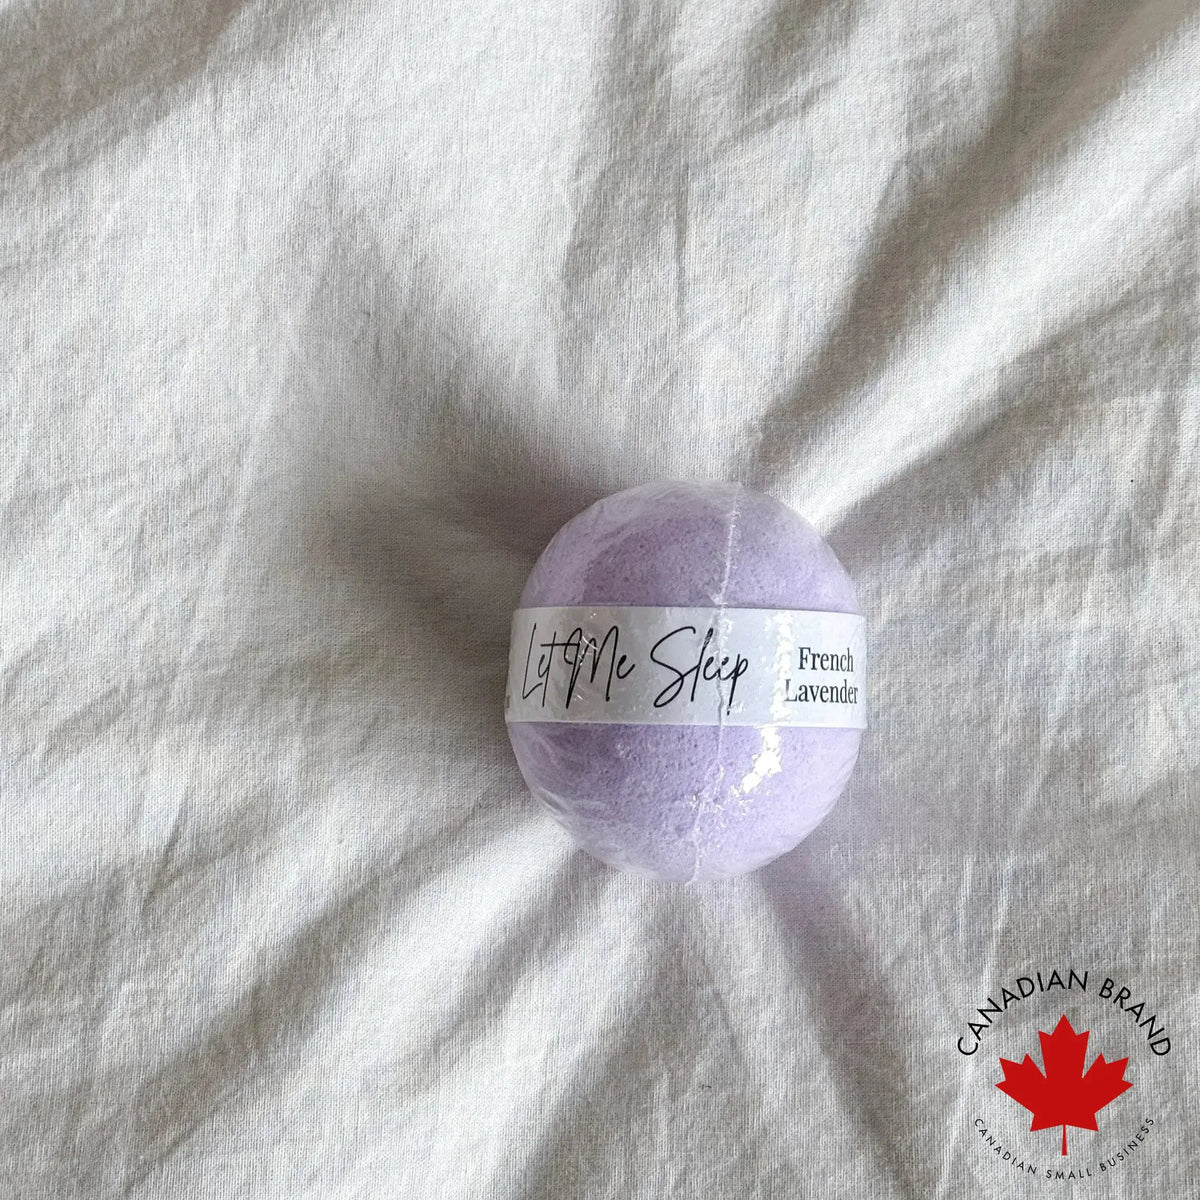 Let Me Sleep
French
Lavender
CANADIAN BRAND
CANADIAN SMALL BUSINESS